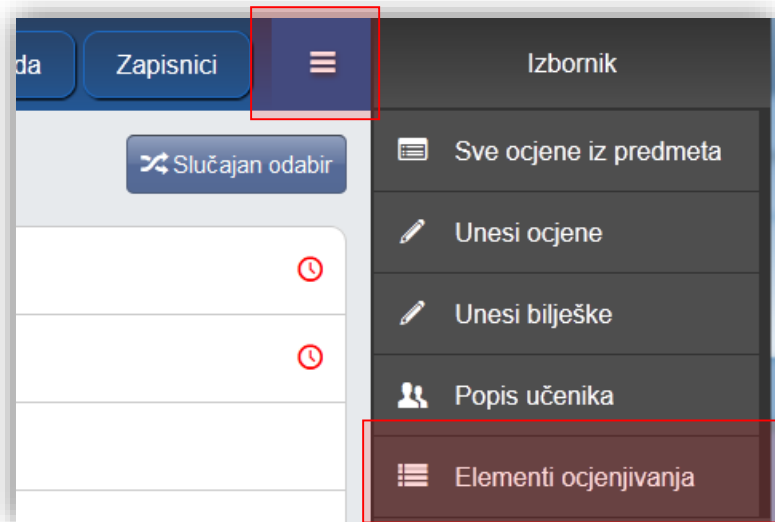 da
Zapisnici
Izbornik
Slučajan odabir
Sve ocjene iz predmeta
Unesi ocjene
Unesi bilješke
Popis učenika
Elementi ocjenjivanja